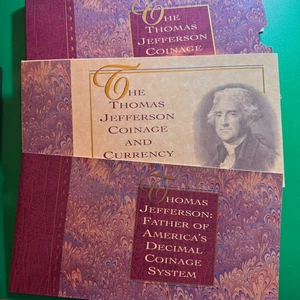 THE
THOMAS
JEFFERSON
COINAGE
THE
THOMAS
JEFFERSON
COINAGE
AND
CURRENCY
THOMAS
JEFFERSON:
FATHER OF
AMERICA'S
DECIMAL
COINAGE
SYSTEM